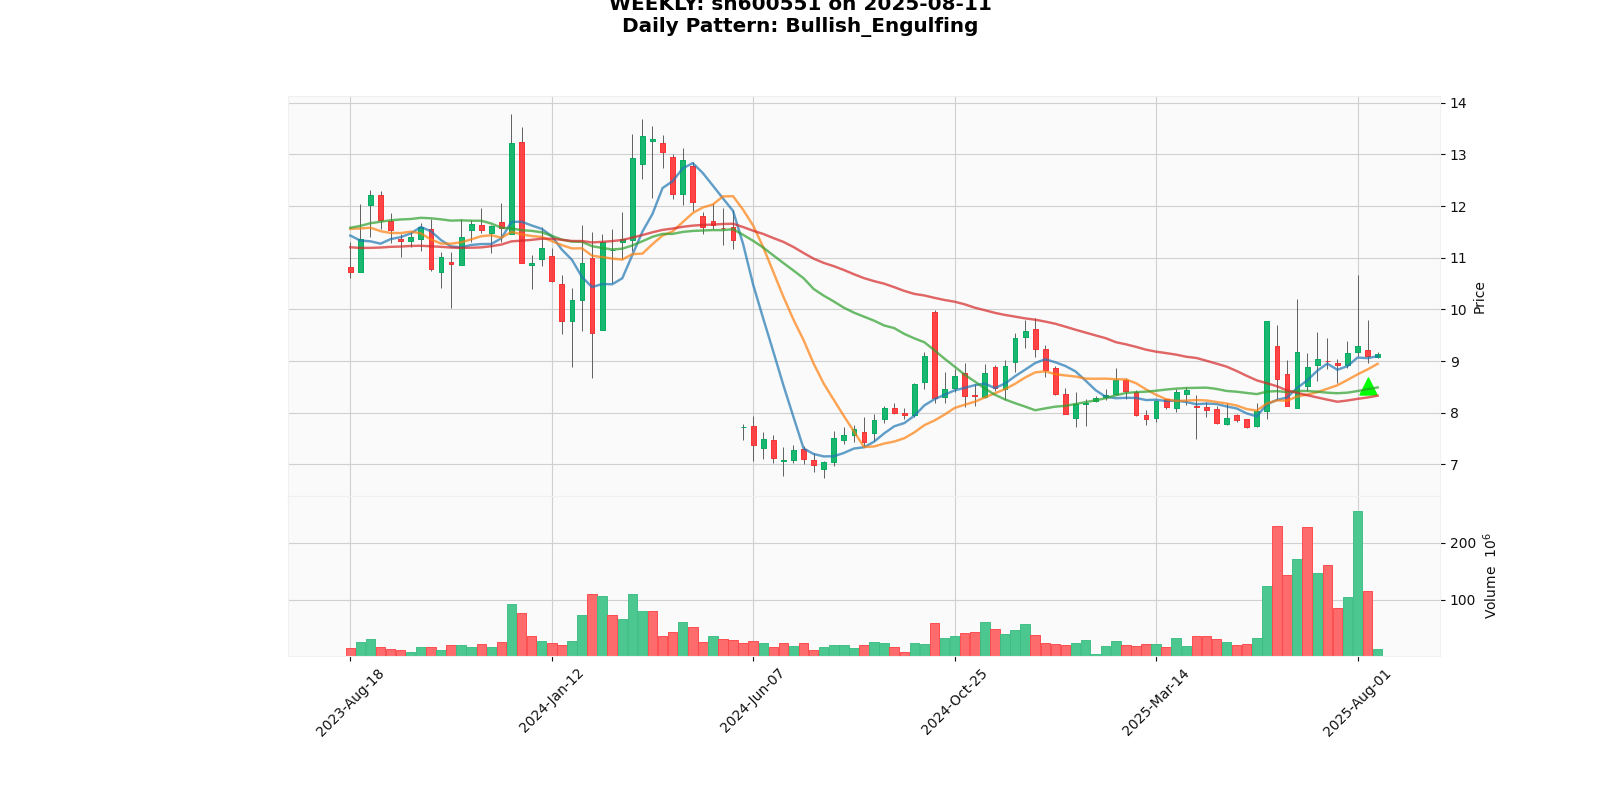 WEEKLY: sh600551 on 2025-08-11
Daily Pattern: Bullish_Engulfing
14
13
12
11
10
9
8
7
Price
200
100
Volume 10^6
2023-Aug-18
2024-Jan-12
2024-Jun-07
2024-Oct-25
2025-Mar-14
2025-Aug-01